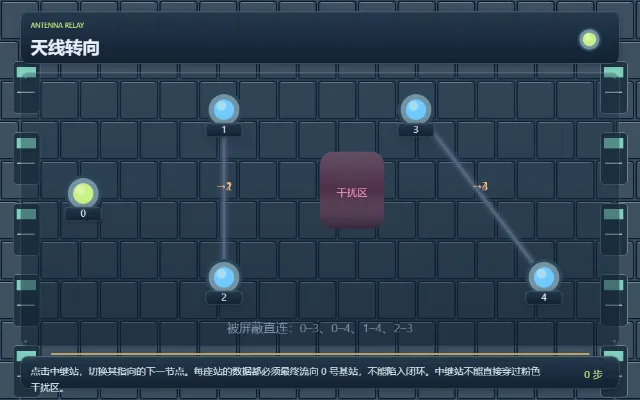 ANTENNA RELAY
天线转向
1
3
干扰区
0
2
4
被屏蔽直连：0–3、0–4、1–4、2–3
点击中继站，切换其指向的下一节点。每座站的数据都必须最终流向 0 号基站，不能陷入闭环。中继站不能直接穿过粉色
干扰区。
0 步